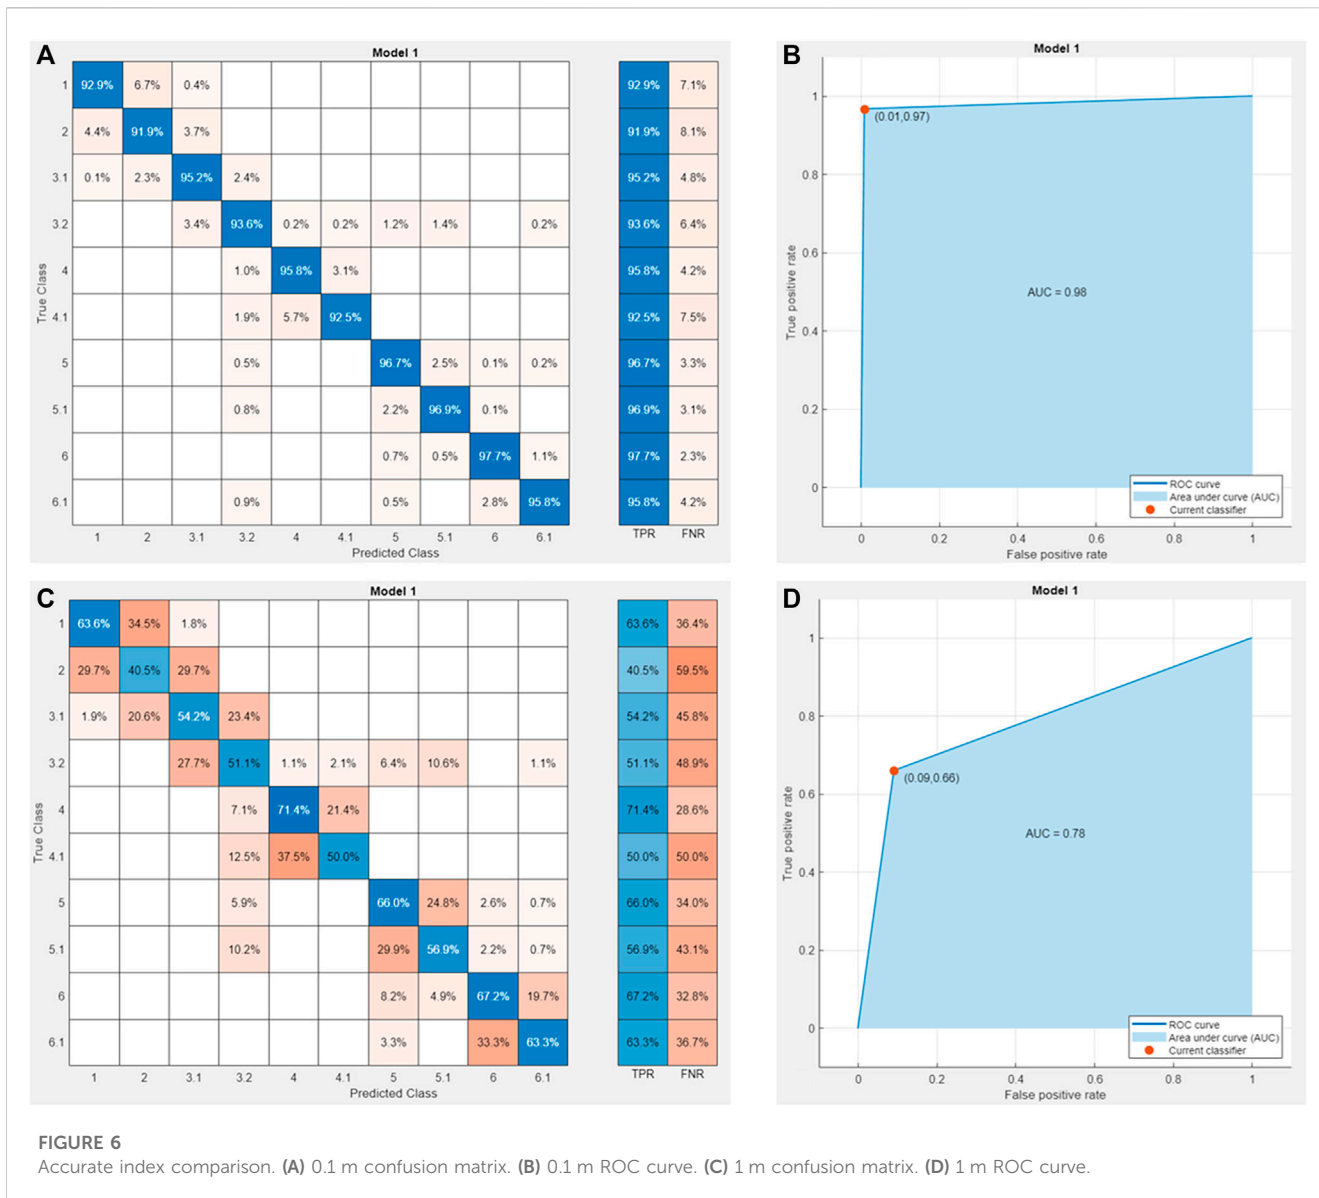 A
Model 1
1 92.9% 6.7% 0.4% 92.9% 7.1%
2 4.4% 91.9% 3.7% 91.9% 8.1%
3.1 0.1% 2.3% 95.2% 2.4% 95.2% 4.8%
3.2 3.4% 93.6% 0.2% 0.2% 1.2% 1.4% 0.2% 93.6% 6.4%
4 1.0% 95.8% 3.1% 95.8% 4.2%
4.1 1.9% 5.7% 92.5% 92.5% 7.5%
5 0.5% 96.7% 2.5% 0.1% 0.2% 96.7% 3.3%
5.1 0.8% 2.2% 96.9% 0.1% 96.9% 3.1%
6 0.7% 0.5% 97.7% 1.1% 97.7% 2.3%
6.1 0.9% 0.5% 2.8% 95.8% 95.8% 4.2%
True Class
1 2 3.1 3.2 4 4.1 5 5.1 6 6.1 TPR FNR
Predicted Class
B
Model 1
1
(0.01,0.97)
0.8
0.6
True positive rate
AUC = 0.98
0.4
0.2
0
ROC curve
Area under curve (AUC)
Current classifier
0 0.2 0.4 0.6 0.8 1
False positive rate
C
Model 1
1 63.6% 34.5% 1.8% 63.6% 36.4%
2 29.7% 40.5% 29.7% 40.5% 59.5%
3.1 1.9% 20.6% 54.2% 23.4% 54.2% 45.8%
3.2 27.7% 51.1% 1.1% 2.1% 6.4% 10.6% 1.1% 51.1% 48.9%
4 7.1% 71.4% 21.4% 71.4% 28.6%
4.1 12.5% 37.5% 50.0% 50.0% 50.0%
5 5.9% 66.0% 24.8% 2.6% 0.7% 66.0% 34.0%
5.1 10.2% 29.9% 56.9% 2.2% 0.7% 56.9% 43.1%
6 8.2% 4.9% 67.2% 19.7% 67.2% 32.8%
6.1 3.3% 33.3% 63.3% 63.3% 36.7%
True Class
1 2 3.1 3.2 4 4.1 5 5.1 6 6.1 TPR FNR
Predicted Class
D
Model 1
1
0.8
(0.09,0.66)
0.6
True positive rate
AUC = 0.78
0.4
0.2
0
ROC curve
Area under curve (AUC)
Current classifier
0 0.2 0.4 0.6 0.8 1
False positive rate
FIGURE 6
Accurate index comparison. (A) 0.1 m confusion matrix. (B) 0.1 m ROC curve. (C) 1 m confusion matrix. (D) 1 m ROC curve.